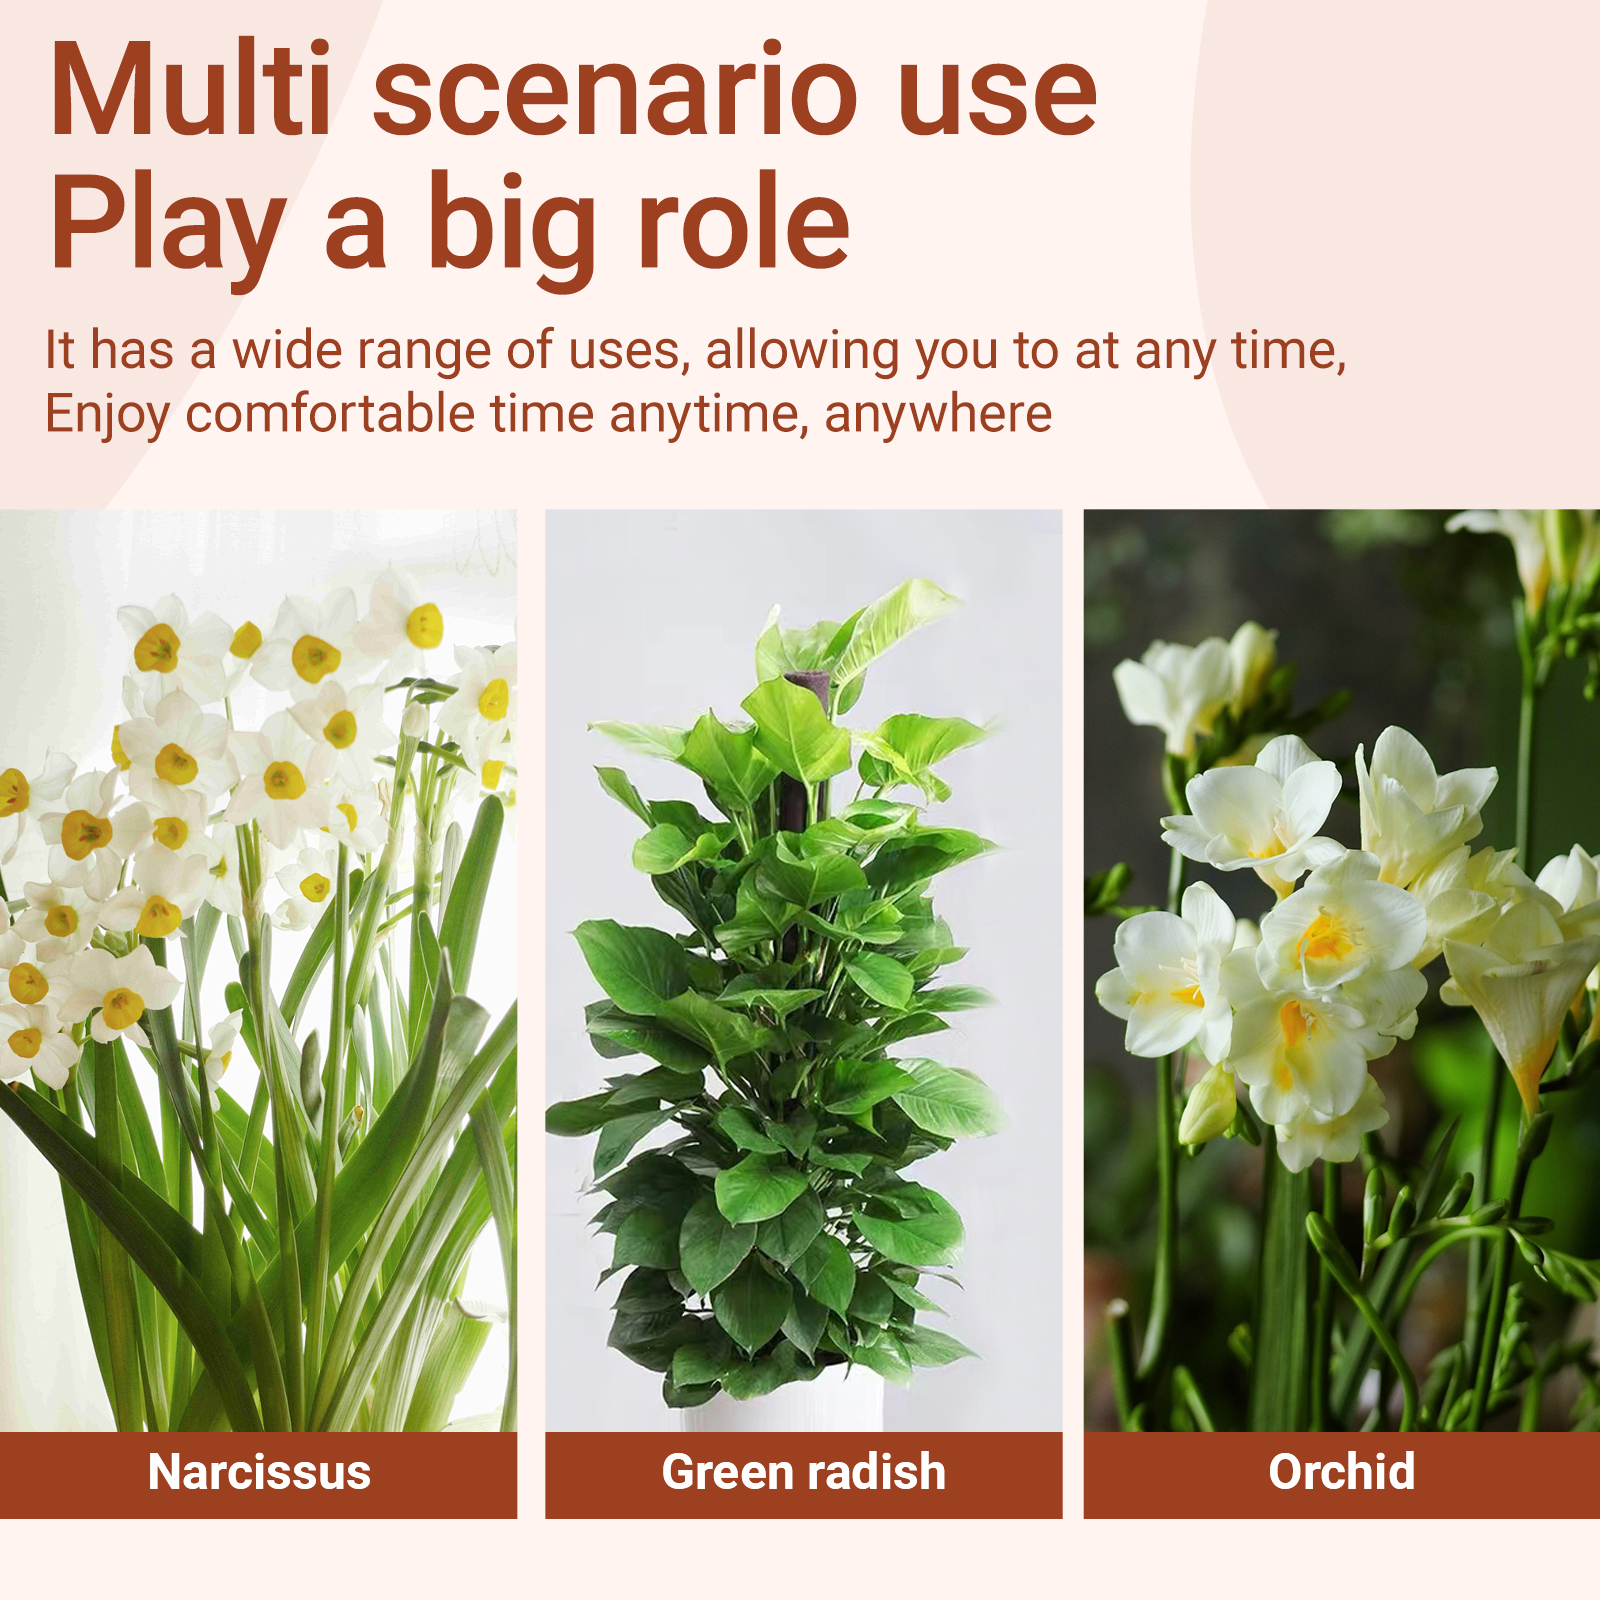 Multi scenario use
Play a big role
It has a wide range of uses, allowing you to at any time,
Enjoy comfortable time anytime, anywhere
Narcissus
Green radish
Orchid